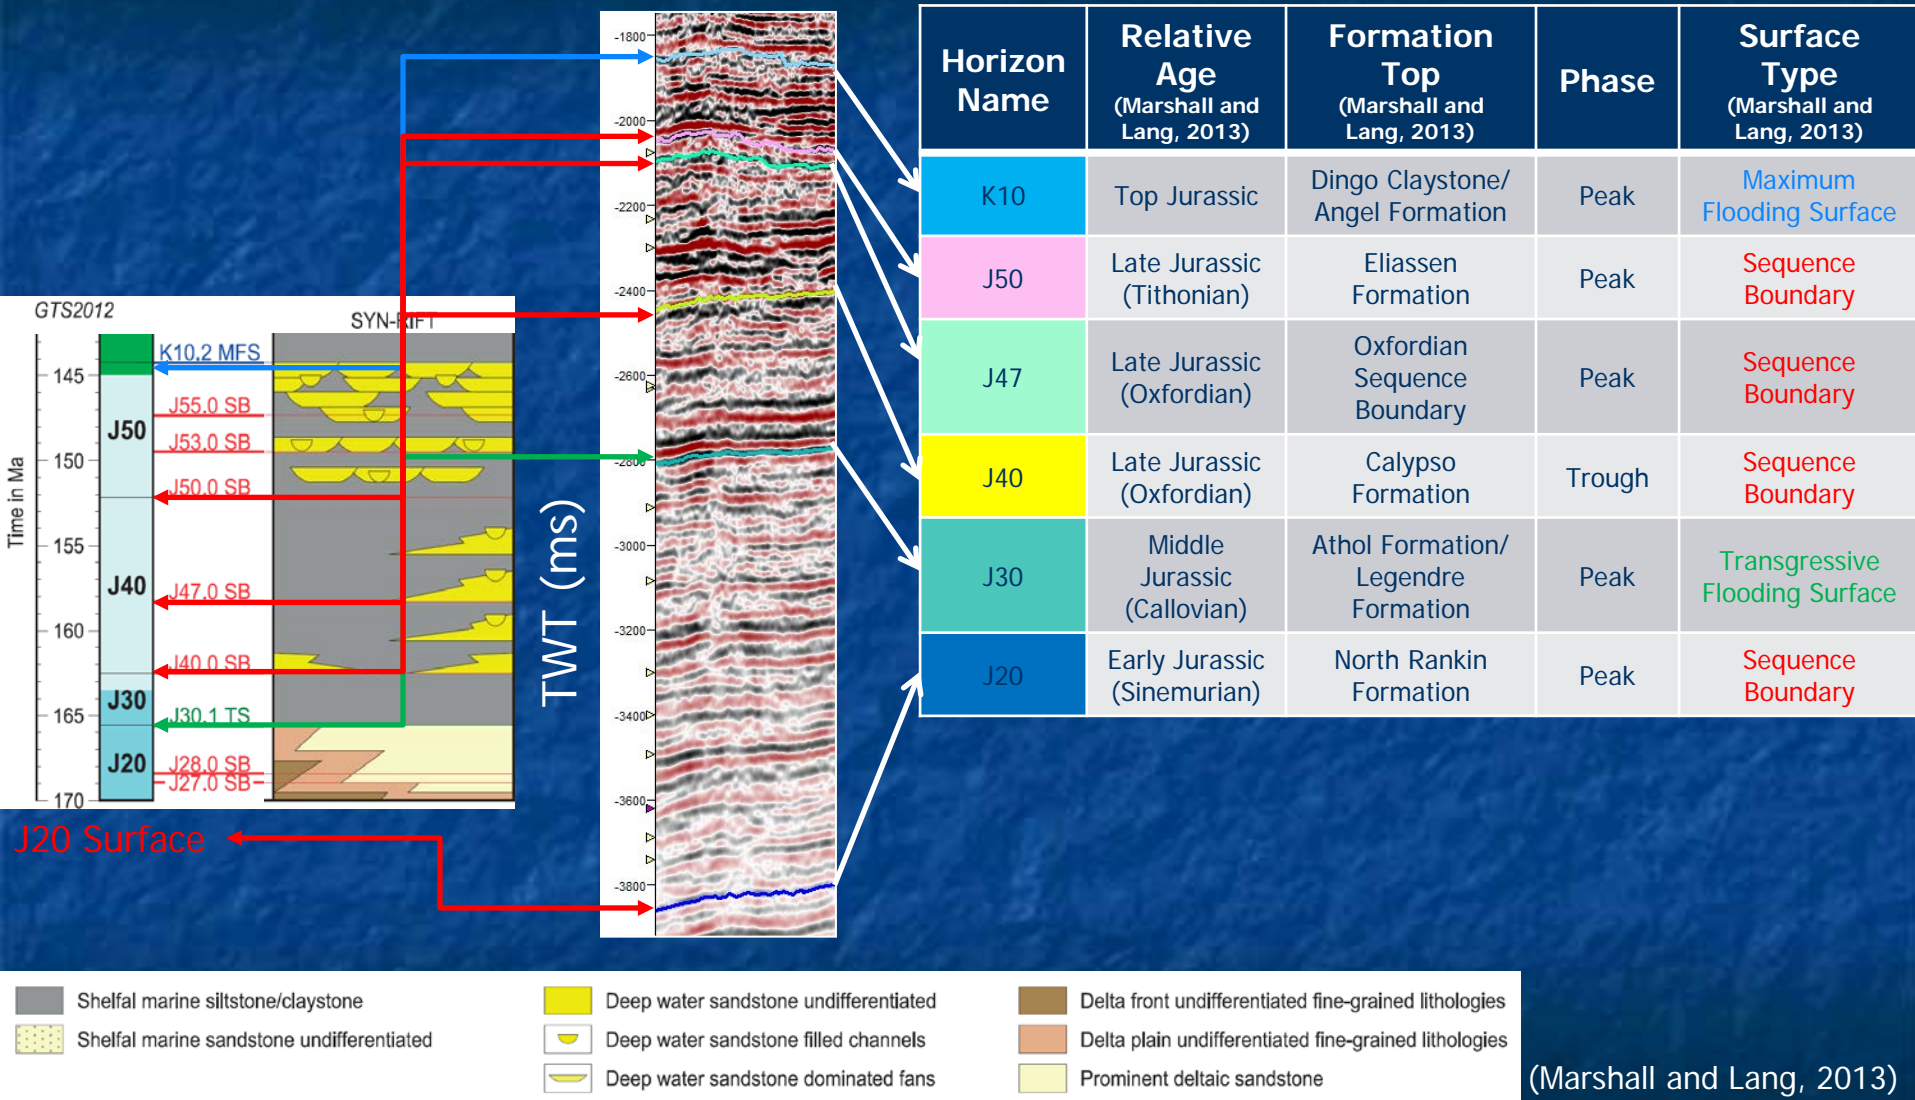 GTS2012
SYN-RIFT
Time in Ma
145
150
155
160
165
170
J50
J40
J30
J20
K10.2 MFS
J55.0 SB
J53.0 SB
J50.0 SB
J47.0 SB
J40.0 SB
J30.1 TS
J28.0 SB
J27.0 SB
J20 Surface
TWT (ms)
-1800
-2000
-2200
-2400
-2600
-2800
-3000
-3200
-3400
-3600
-3800
Horizon
Name
Relative
Age
(Marshall and
Lang, 2013)
Formation
Top
(Marshall and
Lang, 2013)
Phase
Surface
Type
(Marshall and
Lang, 2013)
K10
Top Jurassic
Dingo Claystone/
Angel Formation
Peak
Maximum
Flooding Surface
J50
Late Jurassic
(Tithonian)
Eliassen
Formation
Peak
Sequence
Boundary
J47
Late Jurassic
(Oxfordian)
Oxfordian
Sequence
Boundary
Peak
Sequence
Boundary
J40
Late Jurassic
(Oxfordian)
Calypso
Formation
Trough
Sequence
Boundary
J30
Middle
Jurassic
(Callovian)
Athol Formation/
Legendre
Formation
Peak
Transgressive
Flooding Surface
J20
Early Jurassic
(Sinemurian)
North Rankin
Formation
Peak
Sequence
Boundary
Shelfal marine siltstone/claystone
Shelfal marine sandstone undifferentiated
Deep water sandstone undifferentiated
Deep water sandstone filled channels
Deep water sandstone dominated fans
Delta front undifferentiated fine-grained lithologies
Delta plain undifferentiated fine-grained lithologies
Prominent deltaic sandstone
(Marshall and Lang, 2013)